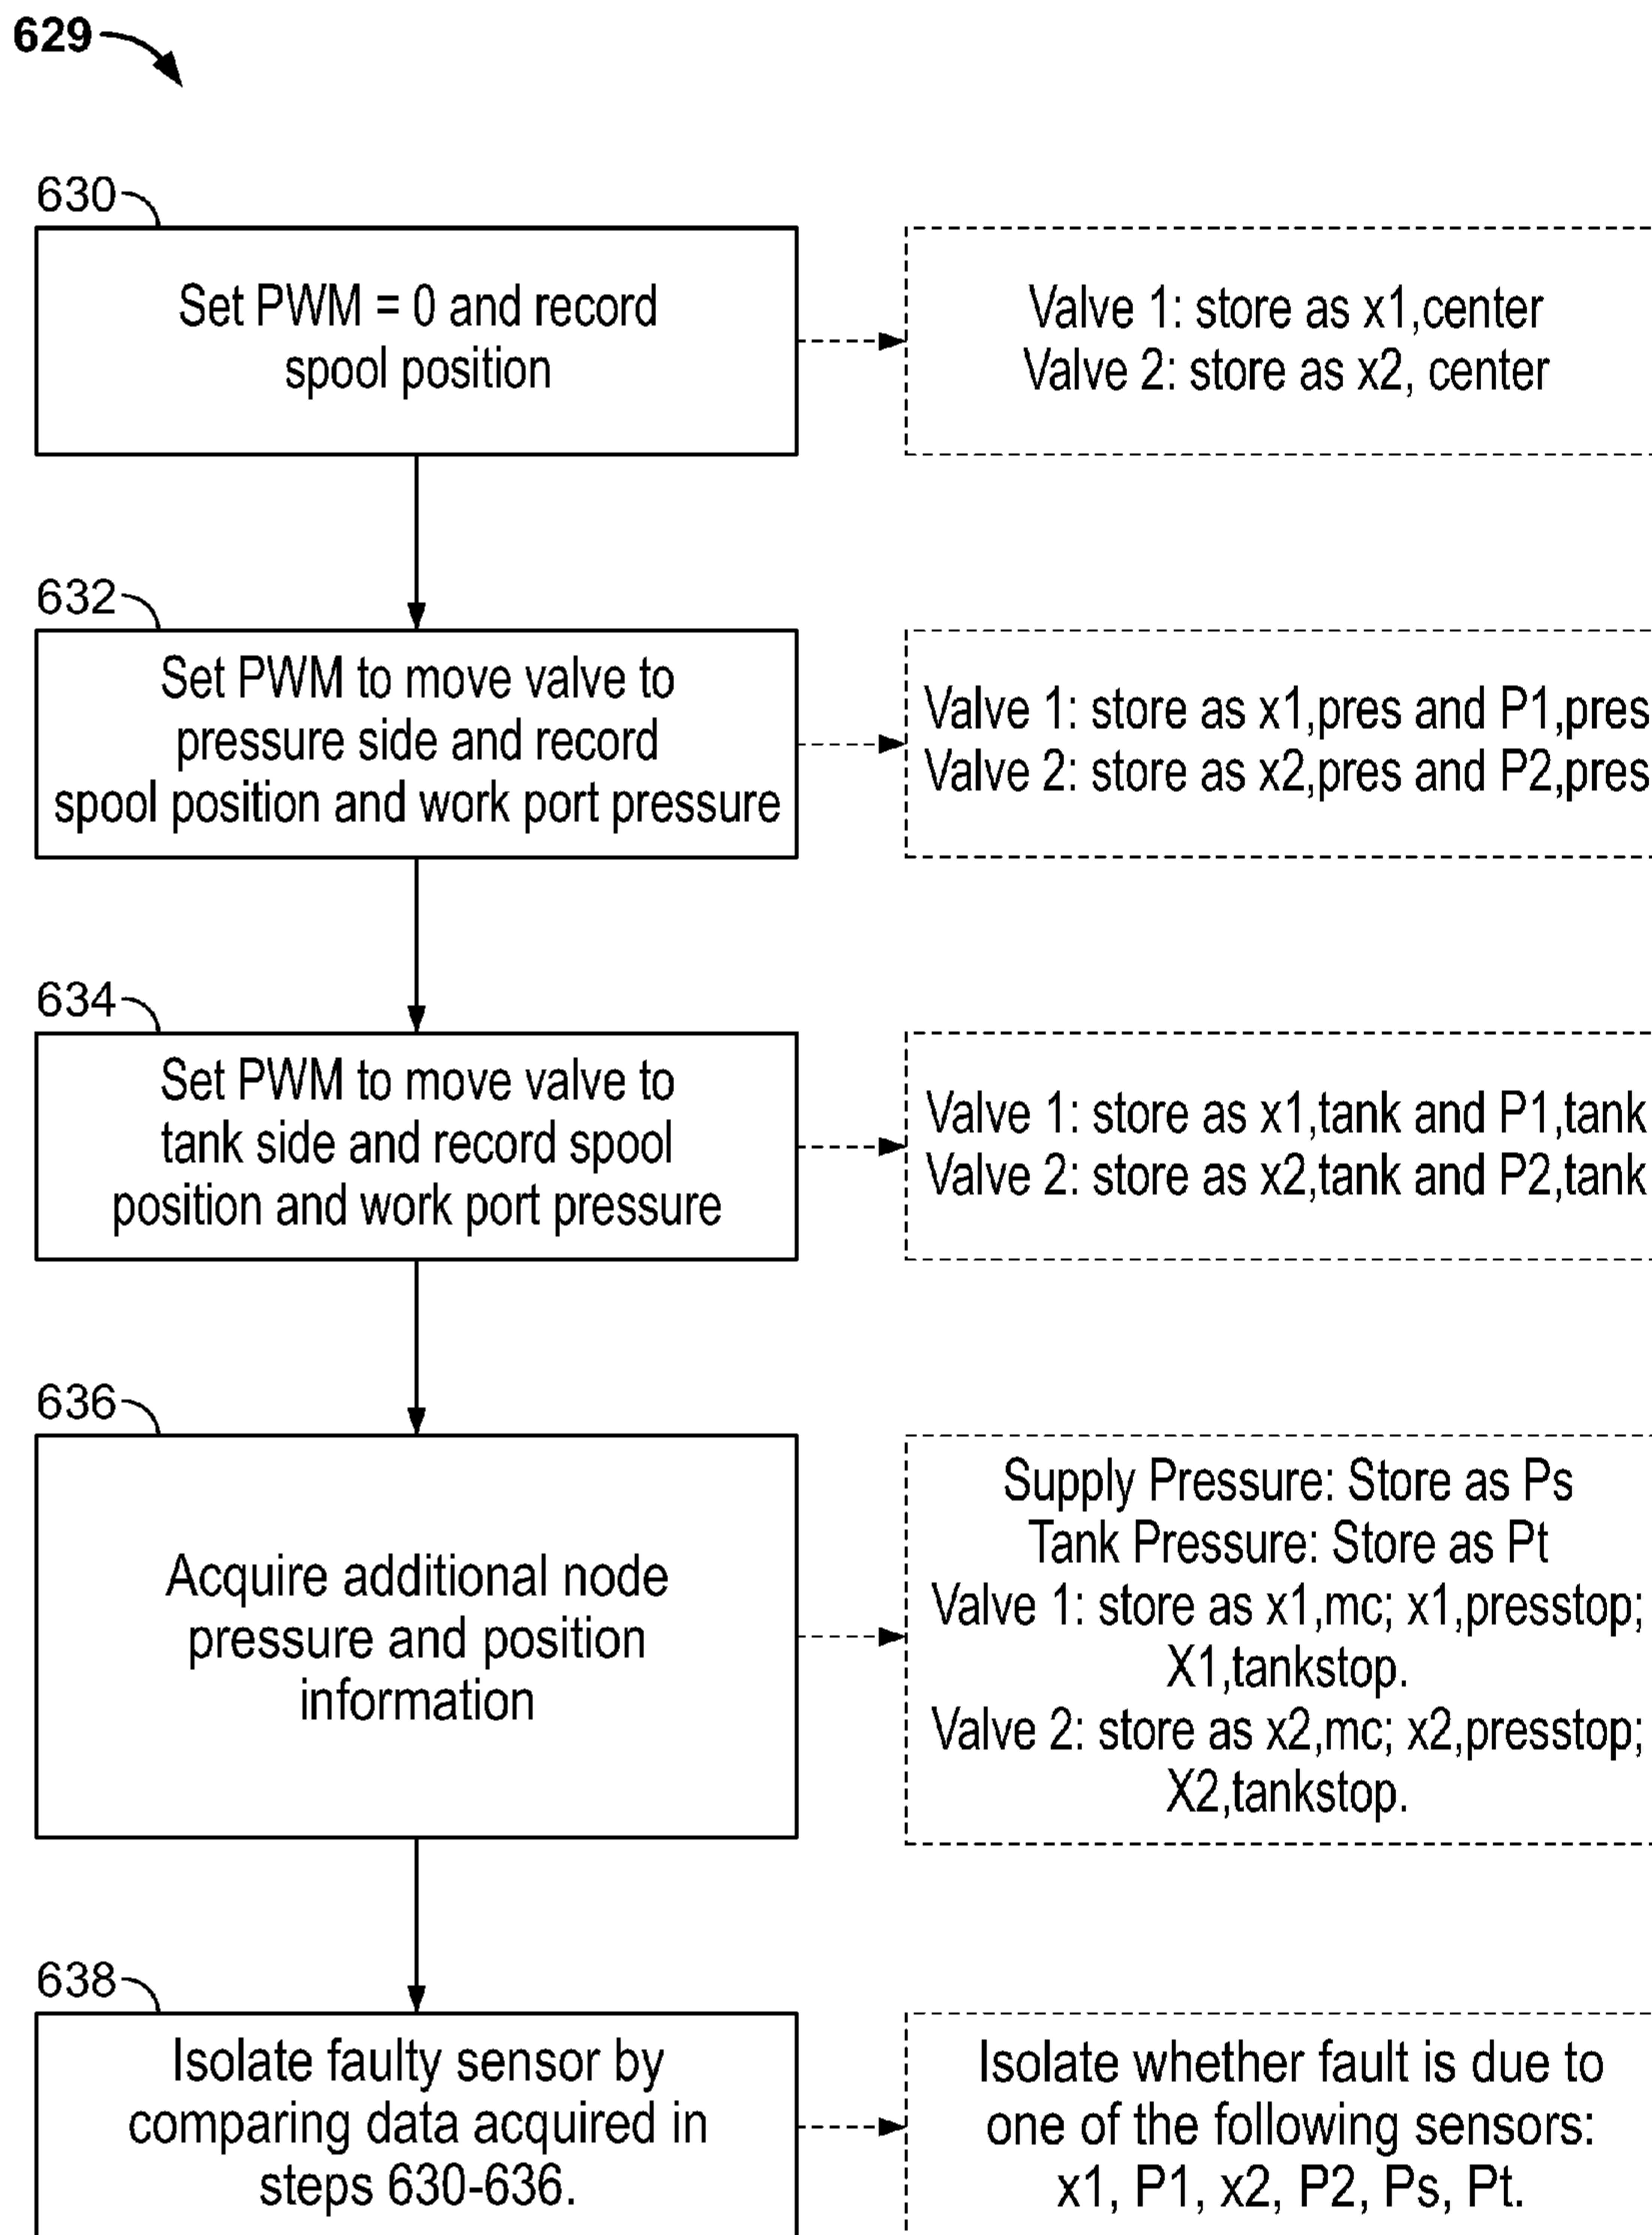 629
630
Set PWM = 0 and record
spool position
Valve 1: store as x1,center
Valve 2: store as x2, center
632
Set PWM to move valve to
pressure side and record
spool position and work port pressure
Valve 1: store as x1,pres and P1,pres
Valve 2: store as x2,pres and P2,pres
634
Set PWM to move valve to
tank side and record spool
position and work port pressure
Valve 1: store as x1,tank and P1,tank
Valve 2: store as x2,tank and P2,tank
636
Acquire additional node
pressure and position
information
Supply Pressure: Store as Ps
Tank Pressure: Store as Pt
Valve 1: store as x1,mc; x1,presstop;
X1,tankstop.
Valve 2: store as x2,mc; x2,presstop;
X2,tankstop.
638
Isolate faulty sensor by
comparing data acquired in
steps 630-636.
Isolate whether fault is due to
one of the following sensors:
x1, P1, x2, P2, Ps, Pt.